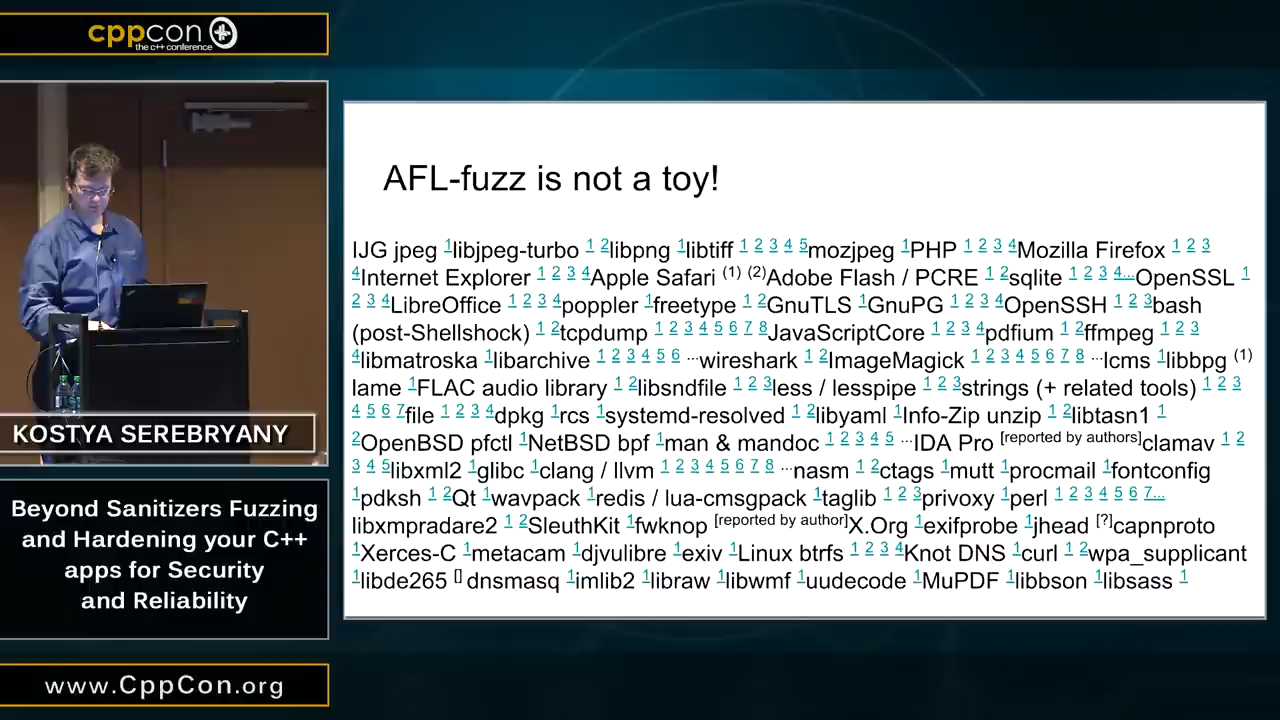 cppcon
the c++ conference
KOSTYA SEREBRYANY
Beyond Sanitizers Fuzzing
and Hardening your C++
apps for Security
and Reliability
www.CppCon.org
AFL-fuzz is not a toy!
IJG jpeg 1libjpeg-turbo 1 2libpng 1libtiff 1 2 3 4 5mozjpeg 1PHP 1 2 3 4Mozilla Firefox 1 2 3
4Internet Explorer 1 2 3 4Apple Safari (1) (2)Adobe Flash / PCRE 1 2sqlite 1 2 3 4...OpenSSL 1
2 3 4LibreOffice 1 2 3 4poppler 1freetype 1 2GnuTLS 1GnuPG 1 2 3 4OpenSSH 1 2 3bash
(post-Shellshock) 1 2tcpdump 1 2 3 4 5 6 7 8JavaScriptCore 1 2 3 4pdfium 1 2ffmpeg 1 2 3
4libmatroska 1libarchive 1 2 3 4 5 6 ...wireshark 1 2ImageMagick 1 2 3 4 5 6 7 8 ...lcms 1libbpg (1)
lame 1FLAC audio library 1 2libsndfile 1 2 3less / lesspipe 1 2 3strings (+ related tools) 1 2 3
4 5 6 7file 1 2 3 4dpkg 1rcs 1systemd-resolved 1 2libyaml 1Info-Zip unzip 1 2libtasn1 1
2OpenBSD pfctl 1NetBSD bpf 1man & mandoc 1 2 3 4 5 ...IDA Pro [reported by authors]clamav 1 2
3 4 5libxml2 1glibc 1clang / llvm 1 2 3 4 5 6 7 8 ...nasm 1 2ctags 1mutt 1procmail 1fontconfig
1pdksh 1 2Qt 1wavpack 1redis / lua-cmsgpack 1taglib 1 2 3privoxy 1perl 1 2 3 4 5 6 7...
libxmpradare2 1 2SleuthKit 1fwknop [reported by author]X.Org 1exifprobe 1jhead [?]capnproto
1Xerces-C 1metacam 1djvulibre 1exiv 1Linux btrfs 1 2 3 4Knot DNS 1curl 1 2wpa_supplicant
1libde265 [] dnsmasq 1imlib2 1libraw 1libwmf 1uudecode 1MuPDF 1libbson 1libsass 1